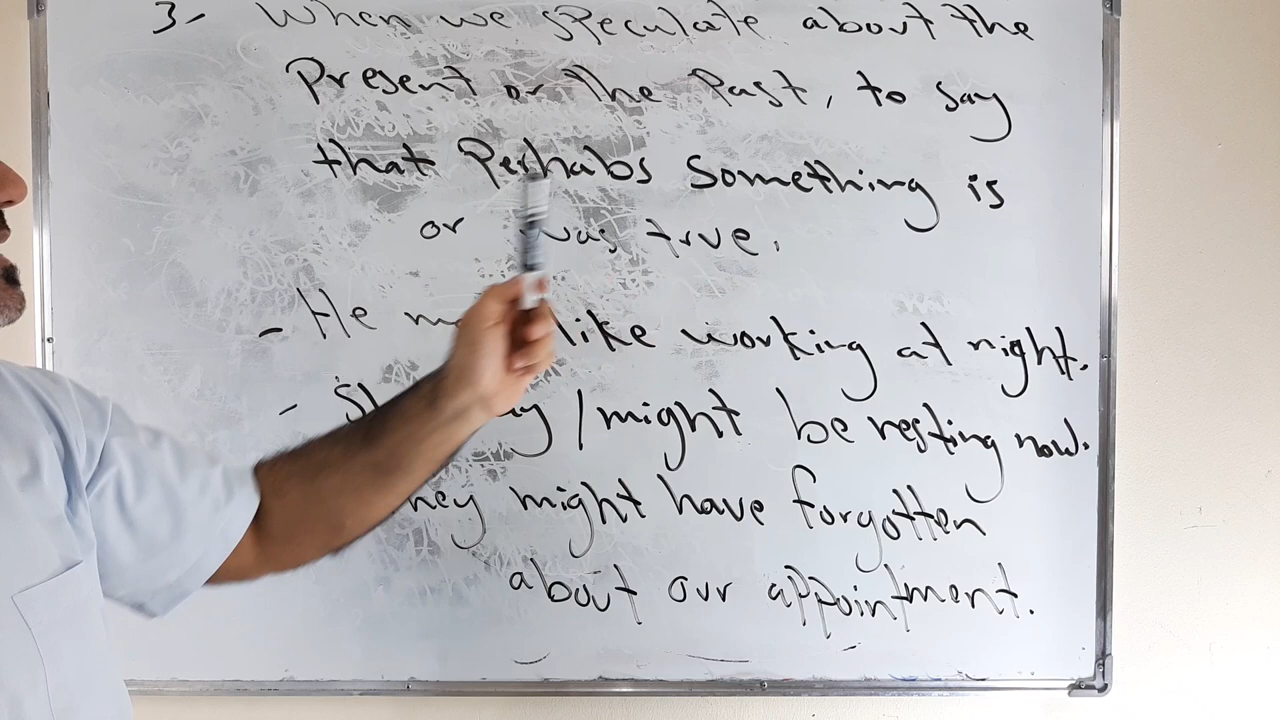 3- When we speculate about the
Present or the Past, to say
that Perhabs Something is
or was true.
- He like working at night.
- /might be resting now.
might have forgotten
about our appointment.